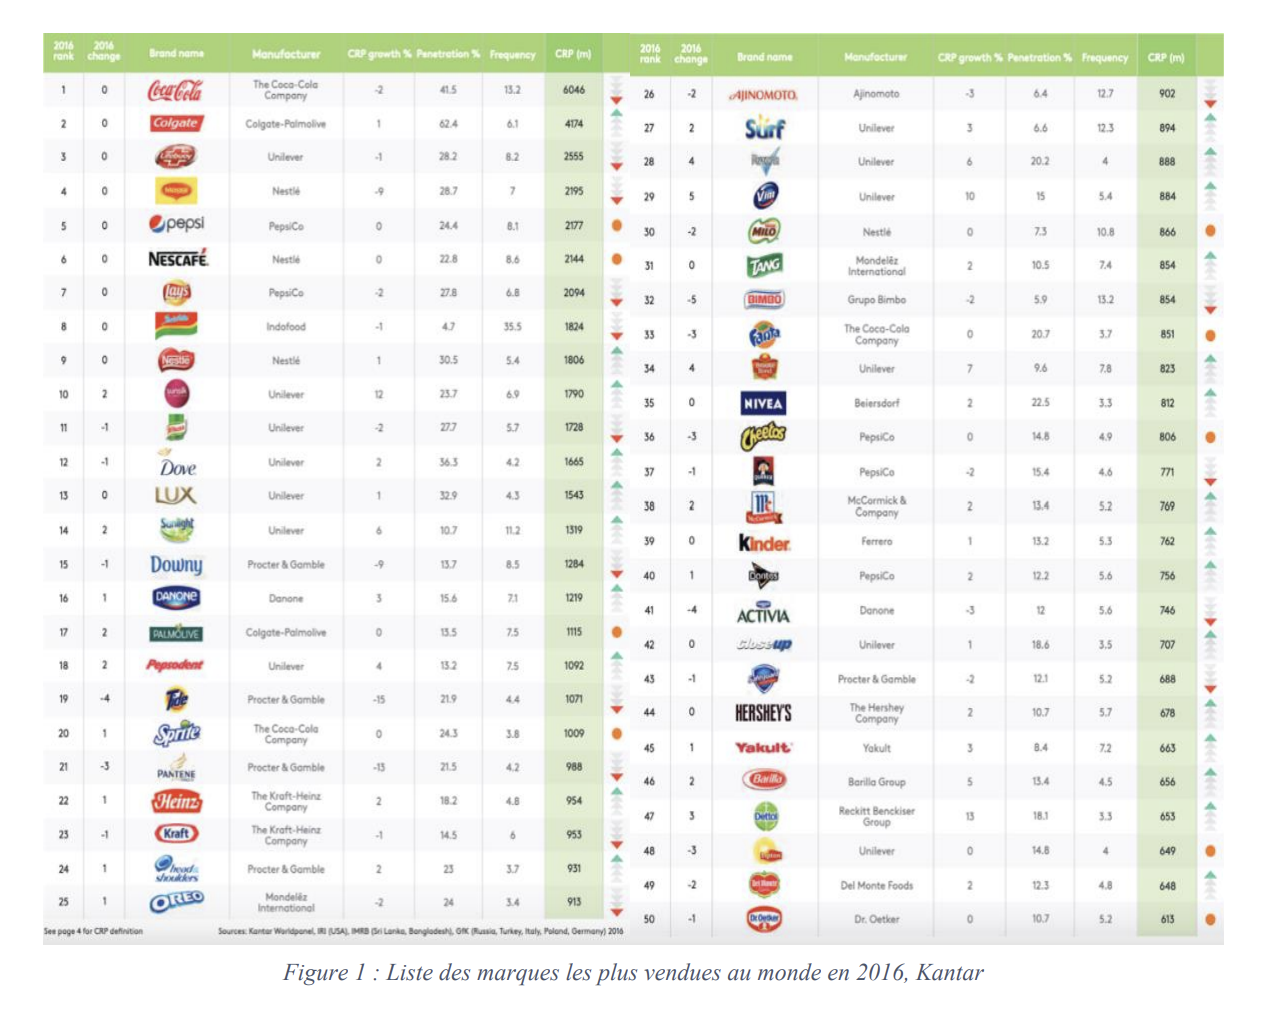 2016 rank 2016 change Brand name Manufacturer CRP growth % Penetration % Frequency CRP (m)
1 0 Coca-Cola The Coca-Cola Company -2 41.5 13.2 6046
2 0 Colgate Colgate-Palmolive 1 62.4 6.1 4174
3 0 Lifebuoy Unilever -1 28.2 8.2 2555
4 0 Maggi Nestlé -9 28.7 7 2195
5 0 pepsi PepsiCo 0 24.4 8.1 2177
6 0 NESCAFÉ Nestlé 0 22.8 8.6 2144
7 0 Lay's PepsiCo -2 27.8 6.8 2094
8 0 Indomie Indofood -1 4.7 35.5 1824
9 0 Nestlé Nestlé 1 30.5 5.4 1806
10 2 sunsilk Unilever 12 23.7 6.9 1790
11 -1 Knorr Unilever -2 27.7 5.7 1728
12 -1 Dove Unilever 2 36.3 4.2 1665
13 0 LUX Unilever 1 32.9 4.3 1543
14 2 Sunlight Unilever 6 10.7 11.2 1319
15 -1 Downy Procter & Gamble -9 13.7 8.5 1284
16 1 DANONE Danone 3 15.6 7.1 1219
17 2 PALMOLIVE Colgate-Palmolive 0 13.5 7.5 1115
18 2 Pepsodent Unilever 4 13.2 7.5 1092
19 -4 Tide Procter & Gamble -15 21.9 4.4 1071
20 1 Sprite The Coca-Cola Company 0 24.3 3.8 1009
21 -3 PANTENE Procter & Gamble -13 21.5 4.2 988
22 1 Heinz The Kraft-Heinz Company 2 18.2 4.8 954
23 -1 Kraft The Kraft-Heinz Company -1 14.5 6 953
24 1 head & shoulders Procter & Gamble 2 23 3.7 931
25 1 OREO Mondelēz International -2 24 3.4 913
See page 4 for CRP definition
Sources: Kantar Worldpanel, IRI (USA), IMRB (Sri Lanka, Bangladesh), GfK (Russia, Turkey, Italy, Poland, Germany) 2016
2016 rank 2016 change Brand name Manufacturer CRP growth % Penetration % Frequency CRP (m)
26 -2 AJINOMOTO Ajinomoto -3 6.4 12.7 902
27 2 Surf Unilever 3 6.6 12.3 894
28 4 Rexona Unilever 6 20.2 4 888
29 5 Vim Unilever 10 15 5.4 884
30 -2 MILO Nestlé 0 7.3 10.8 866
31 0 TANG Mondelēz International 2 10.5 7.4 854
32 -5 BIMBO Grupo Bimbo -2 5.9 13.2 854
33 -3 Fanta The Coca-Cola Company 0 20.7 3.7 851
34 4 Unilever 7 9.6 7.8 823
35 0 NIVEA Beiersdorf 2 22.5 3.3 812
36 -3 Cheetos PepsiCo 0 14.8 4.9 806
37 -1 QUAKER PepsiCo -2 15.4 4.6 771
38 2 Mc McCormick McCormick & Company 2 13.4 5.2 769
39 0 Kinder Ferrero 1 13.2 5.3 762
40 1 Doritos PepsiCo 2 12.2 5.6 756
41 -4 DANONE ACTIVIA Danone -3 12 5.6 746
42 0 Closeup Unilever 1 18.6 3.5 707
43 -1 Procter & Gamble -2 12.1 5.2 688
44 0 HERSHEY'S The Hershey Company 2 10.7 5.7 678
45 1 Yakult Yakult 3 8.4 7.2 663
46 2 Barilla Barilla Group 5 13.4 4.5 656
47 3 Dettol Reckitt Benckiser Group 13 18.1 3.3 653
48 -3 Lipton Unilever 0 14.8 4 649
49 -2 Del Monte Del Monte Foods 2 12.3 4.8 648
50 -1 Dr. Oetker Dr. Oetker 0 10.7 5.2 613
Figure 1 : Liste des marques les plus vendues au monde en 2016, Kantar